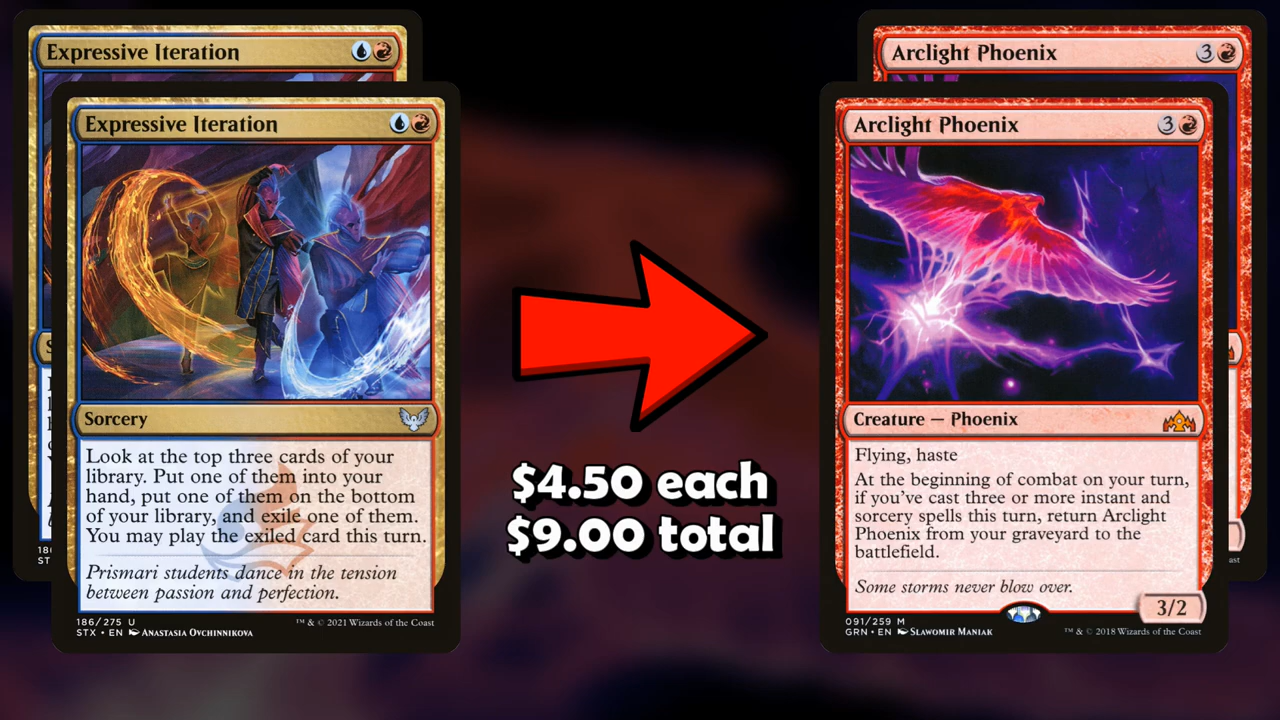 Expressive Iteration
Expressive Iteration
Sorcery
Look at the top three cards of your
library. Put one of them into your
hand, put one of them on the bottom
of your library, and exile one of them.
You may play the exiled card this turn.
Prismari students dance in the tension
between passion and perfection.
186/275 U
STX • EN Anastasia Ovchinnikova
™ & © 2021 Wizards of the Coast
$4.50 each
$9.00 total
Arclight Phoenix
3
Arclight Phoenix
3
Creature — Phoenix
Flying, haste
At the beginning of combat on your turn,
if you've cast three or more instant and
sorcery spells this turn, return Arclight
Phoenix from your graveyard to the
battlefield.
Some storms never blow over.
3/2
091/259 M
GRN • EN Slawomir Maniak
™ & © 2018 Wizards of the Coast